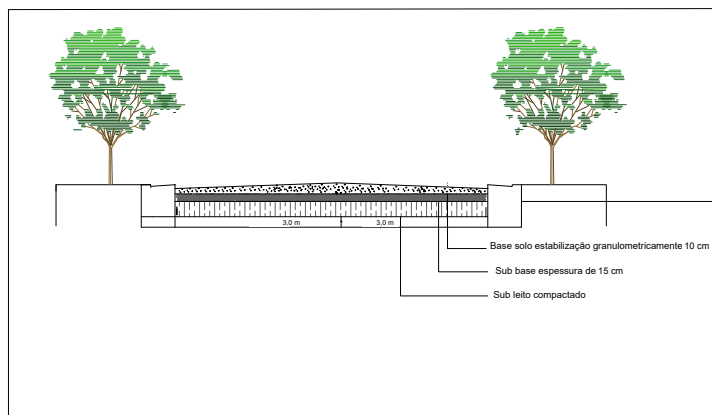 3,0 m 3,0 m
Base solo estabilização granulometricamente 10 cm
Sub base espessura de 15 cm
Sub leito compactado